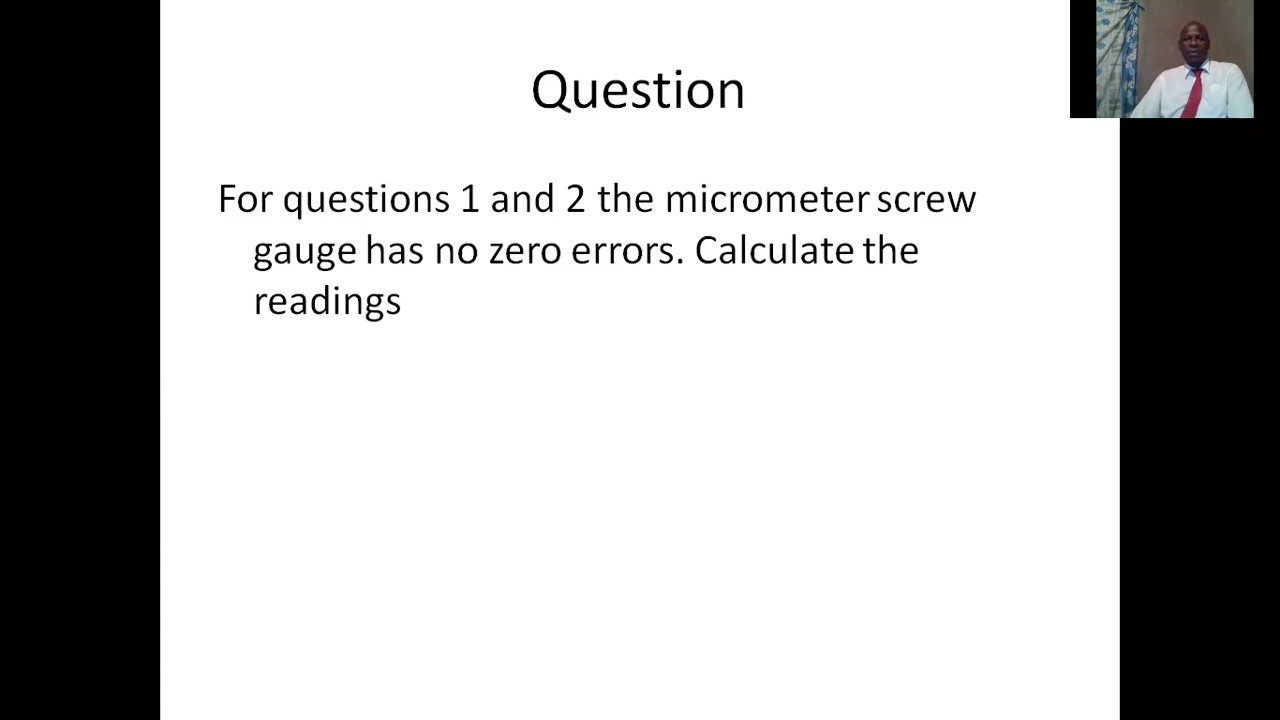 Question
For questions 1 and 2 the micrometer screw
gauge has no zero errors. Calculate the
readings